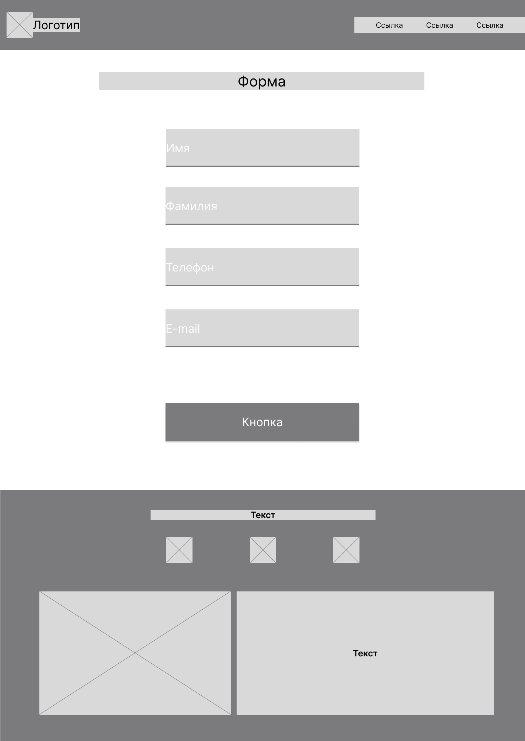 Логотип
Ссылка Ссылка Ссылка
Форма
Имя
Фамилия
Телефон
E-mail
Кнопка
Текст
Текст